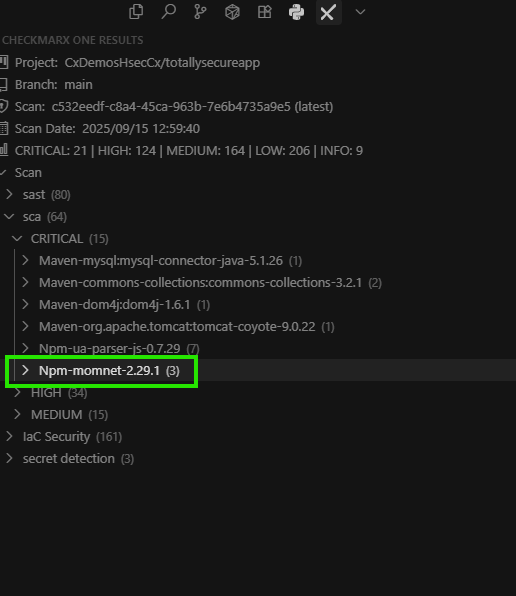 CHECKMARX ONE RESULTS
Project: CxDemosHsecCx/totallysecureapp
Branch: main
Scan: c532eedf-c8a4-45ca-963b-7e6b4735a9e5 (latest)
Scan Date: 2025/09/15 12:59:40
CRITICAL: 21 | HIGH: 124 | MEDIUM: 164 | LOW: 206 | INFO: 9
Scan
sast (80)
sca (64)
CRITICAL (15)
Maven-mysql:mysql-connector-java-5.1.26 (1)
Maven-commons-collections:commons-collections-3.2.1 (2)
Maven-dom4j:dom4j-1.6.1 (1)
Maven-org.apache.tomcat:tomcat-coyote-9.0.22 (1)
Npm-ua-parser-js-0.7.29 (7)
Npm-momnet-2.29.1 (3)
HIGH (34)
MEDIUM (15)
IaC Security (161)
secret detection (3)